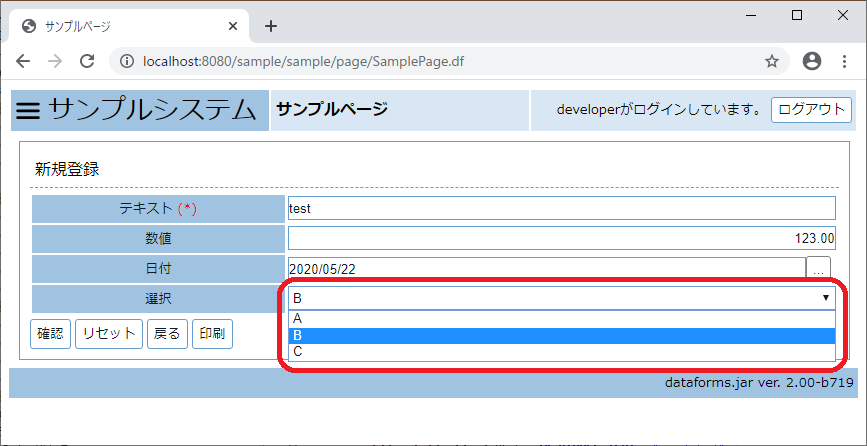 サンプルページ
localhost:8080/sample/sample/page/SamplePage.df
サンプルシステム サンプルページ developerがログインしています。 ログアウト
新規登録
テキスト (*) test
数値 123.00
日付 2020/05/22 ...
選択 B
A
B
C
確認 リセット 戻る 印刷
dataforms.jar ver. 2.00-b719